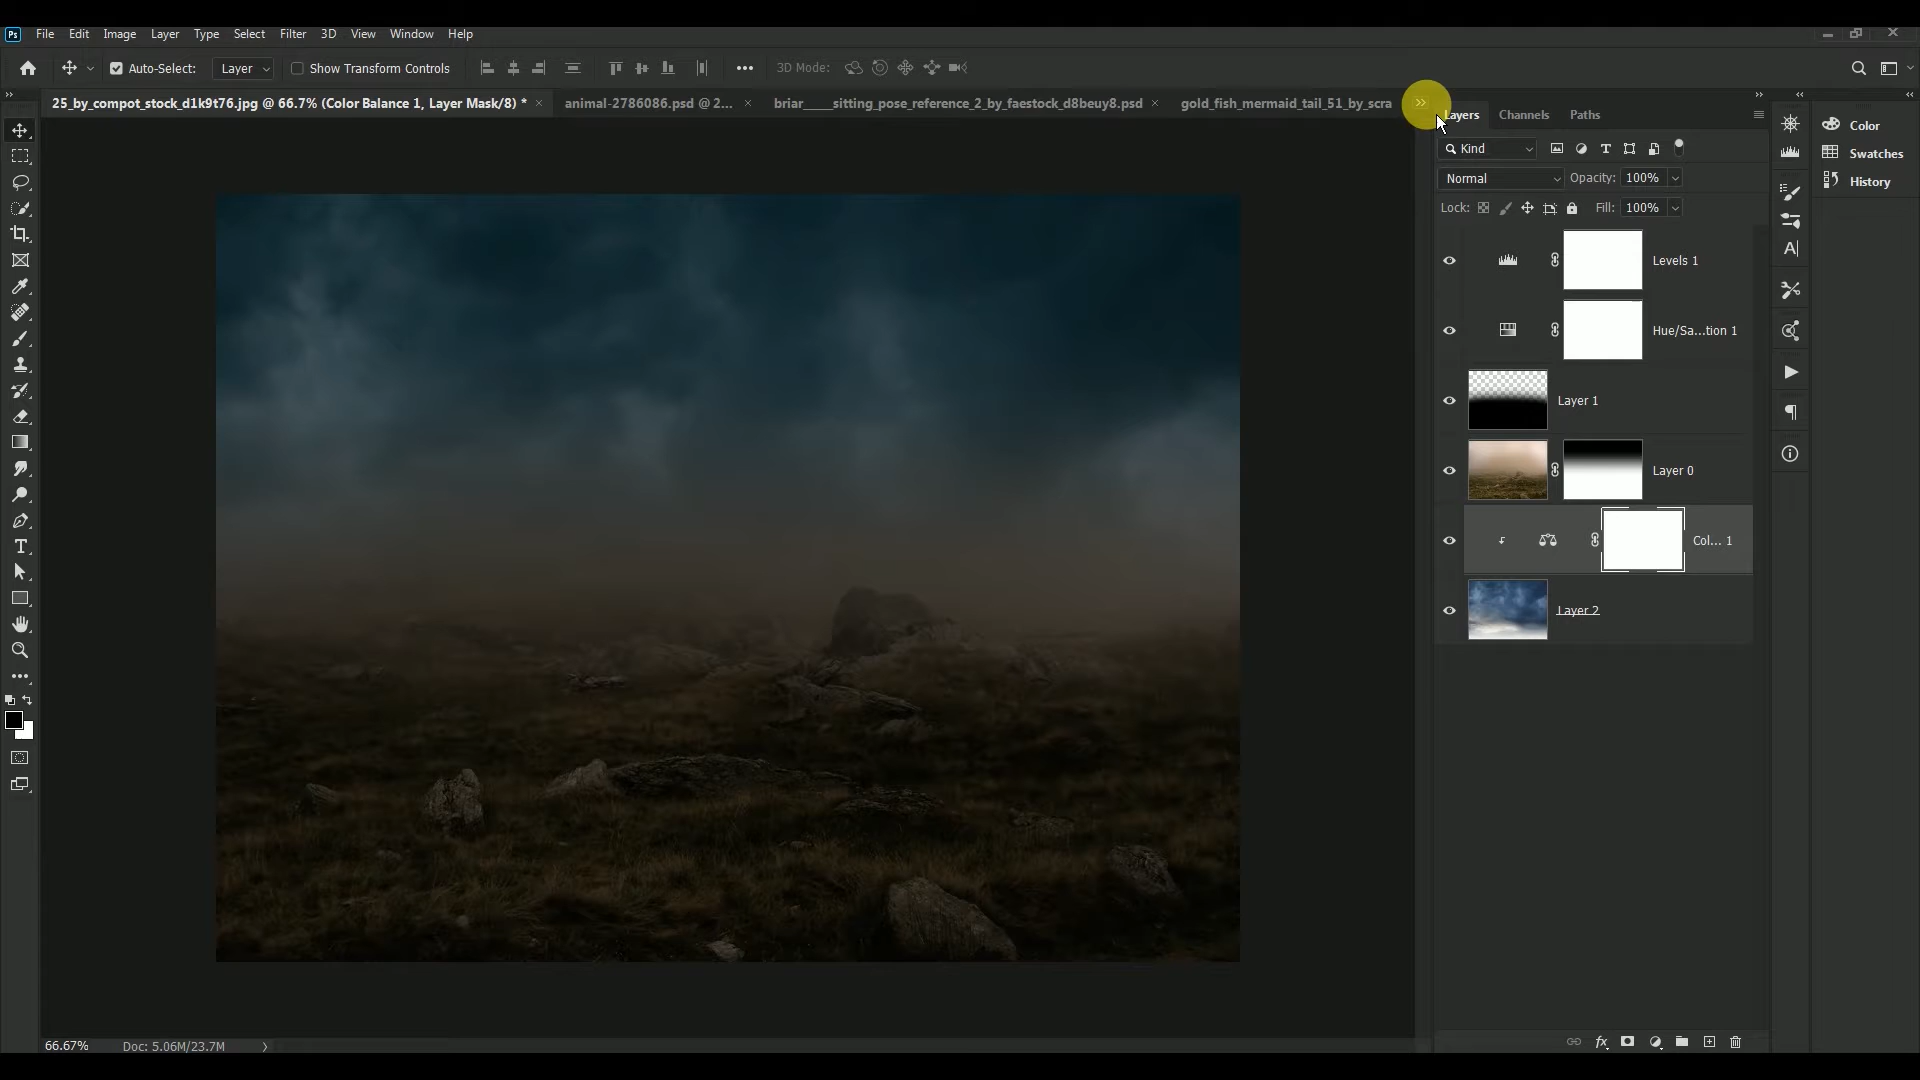 Ps File Edit Image Layer Type Select Filter 3D View Window Help
Auto-Select: Layer Show Transform Controls 3D Mode:
25_by_compot_stock_d1k9t76.jpg @ 66.7% (Color Balance 1, Layer Mask/8) * animal-2786086.psd @ 2... briar____sitting_pose_reference_2_by_faestock_d8beuy8.psd gold_fish_mermaid_tail_51_by_scra
Layers Channels Paths
Color
Kind
Swatches
Normal Opacity: 100%
History
Lock: Fill: 100%
Levels 1
Hue/Sa...tion 1
Layer 1
Layer 0
Col... 1
Layer 2
66.67% Doc: 5.06M/23.7M